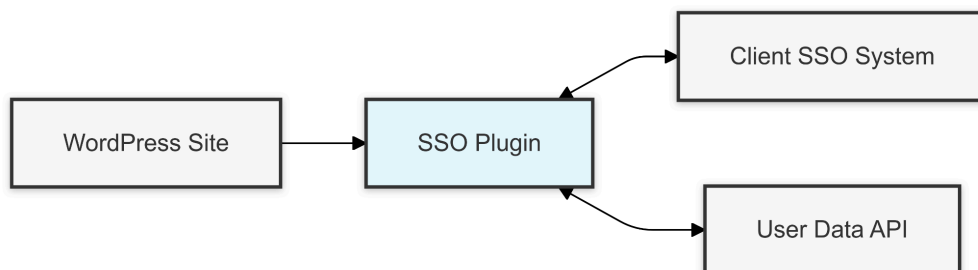 Client SSO System
WordPress Site
SSO Plugin
User Data API